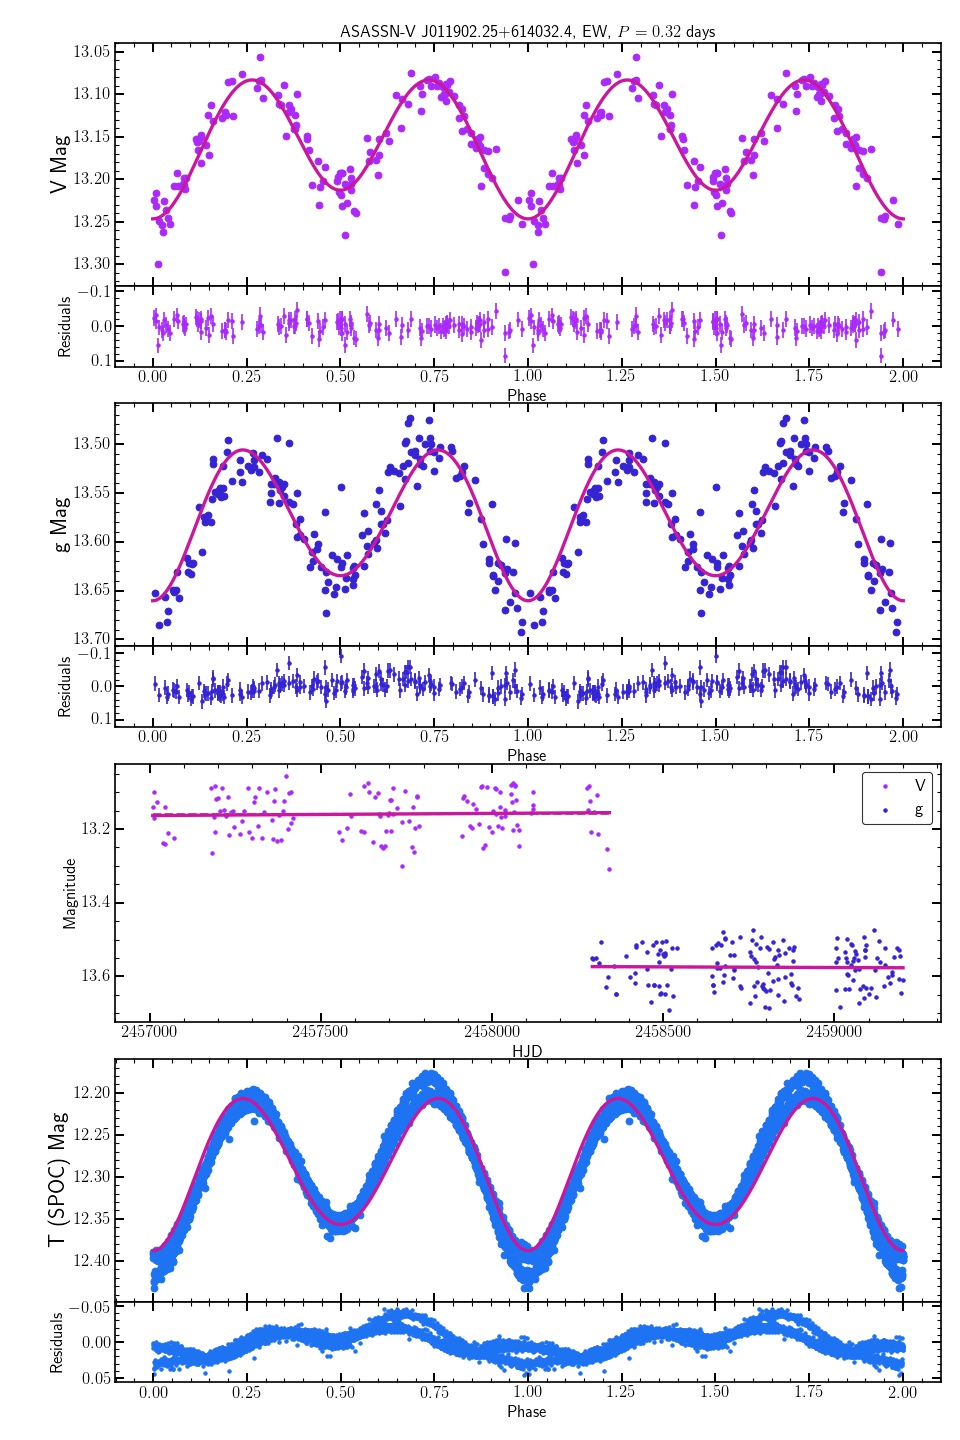 ASASSN-V J011902.25+614032.4, EW, P = 0.32 days
V Mag
13.05
13.10
13.15
13.20
13.25
13.30
Residuals
−0.1
0.0
0.1
0.00 0.25 0.50 0.75 1.00 1.25 1.50 1.75 2.00
Phase
g Mag
13.50
13.55
13.60
13.65
13.70
Residuals
−0.1
0.0
0.1
0.00 0.25 0.50 0.75 1.00 1.25 1.50 1.75 2.00
Phase
Magnitude
13.2
13.4
13.6
V
g
2457000 2457500 2458000 2458500 2459000
HJD
T (SPOC) Mag
12.20
12.25
12.30
12.35
12.40
Residuals
−0.05
0.00
0.05
0.00 0.25 0.50 0.75 1.00 1.25 1.50 1.75 2.00
Phase